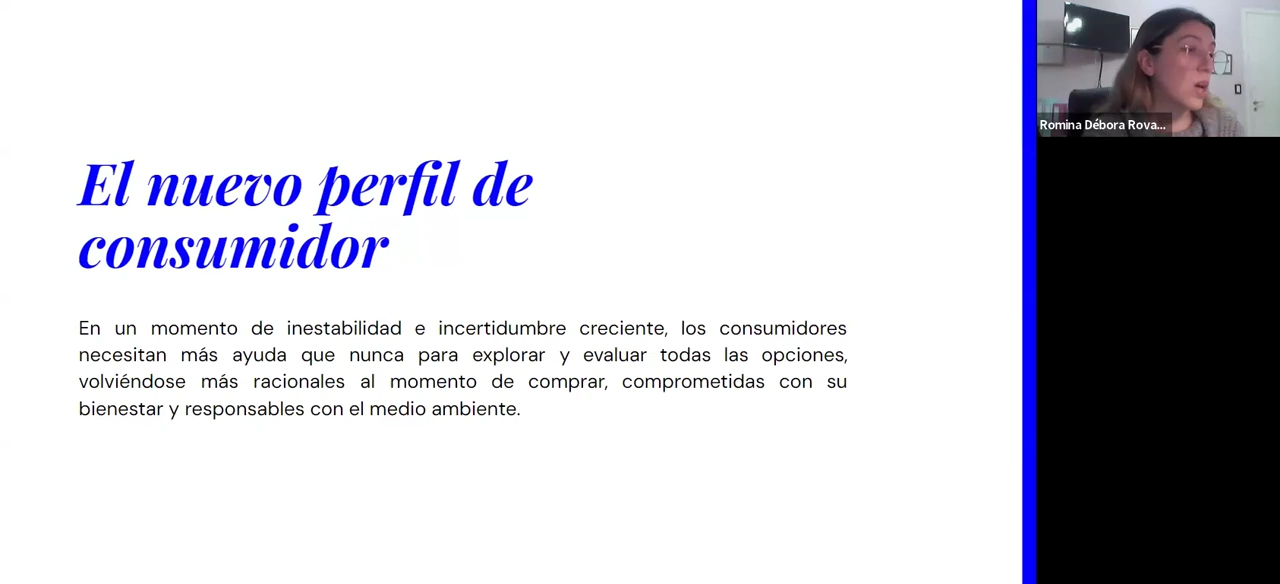 El nuevo perfil de
consumidor
En un momento de inestabilidad e incertidumbre creciente, los consumidores
necesitan más ayuda que nunca para explorar y evaluar todas las opciones,
volviéndose más racionales al momento de comprar, comprometidas con su
bienestar y responsables con el medio ambiente.
Romina Débora Rova...